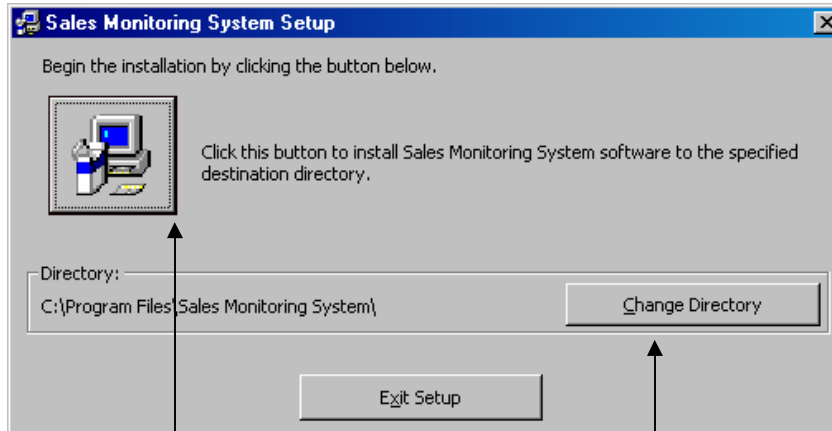 Sales Monitoring System Setup
Begin the installation by clicking the button below.
Click this button to install Sales Monitoring System software to the specified
destination directory.
Directory:
C:\Program Files\Sales Monitoring System\
Change Directory
Exit Setup